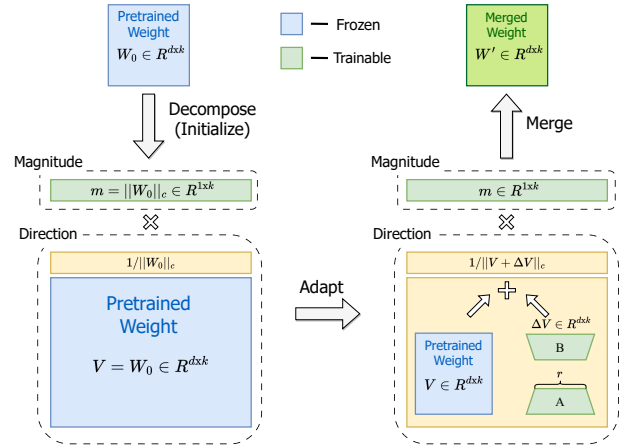 Pretrained
Weight
W₀ ∈ R^{dxk}
— Frozen
— Trainable
Merged
Weight
W′ ∈ R^{dxk}
Decompose
(Initialize)
Merge
Magnitude
m = ||W₀||_c ∈ R^{1xk}
Magnitude
m ∈ R^{1xk}
Direction
1/||W₀||_c
Pretrained
Weight
V = W₀ ∈ R^{dxk}
Adapt
Direction
1/||V + ΔV||_c
Pretrained
Weight
V ∈ R^{dxk}
ΔV ∈ R^{dxk}
B
r
A